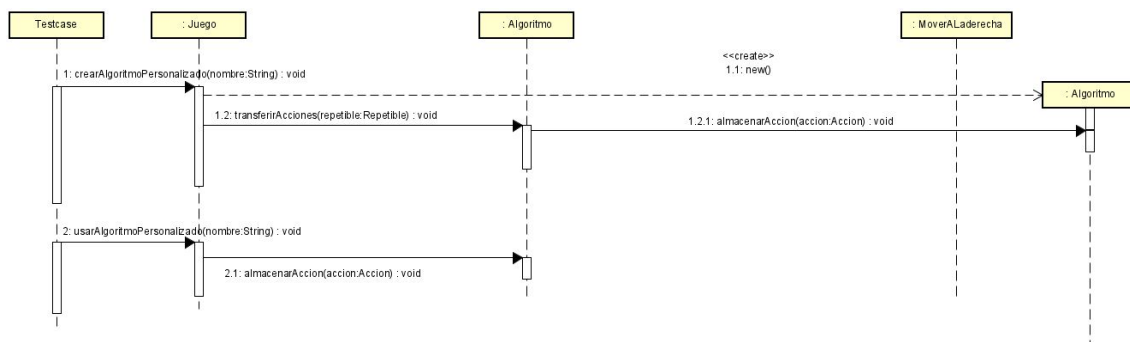 Testcase
: Juego
: Algoritmo
: MoverALaderecha
<<create>>
1.1: new()
1: crearAlgoritmoPersonalizado(nombre:String) : void
: Algoritmo
1.2: transferirAcciones(repetible:Repetible) : void
1.2.1: almacenarAccion(accion:Accion) : void
2: usarAlgoritmoPersonalizado(nombre:String) : void
2.1: almacenarAccion(accion:Accion) : void